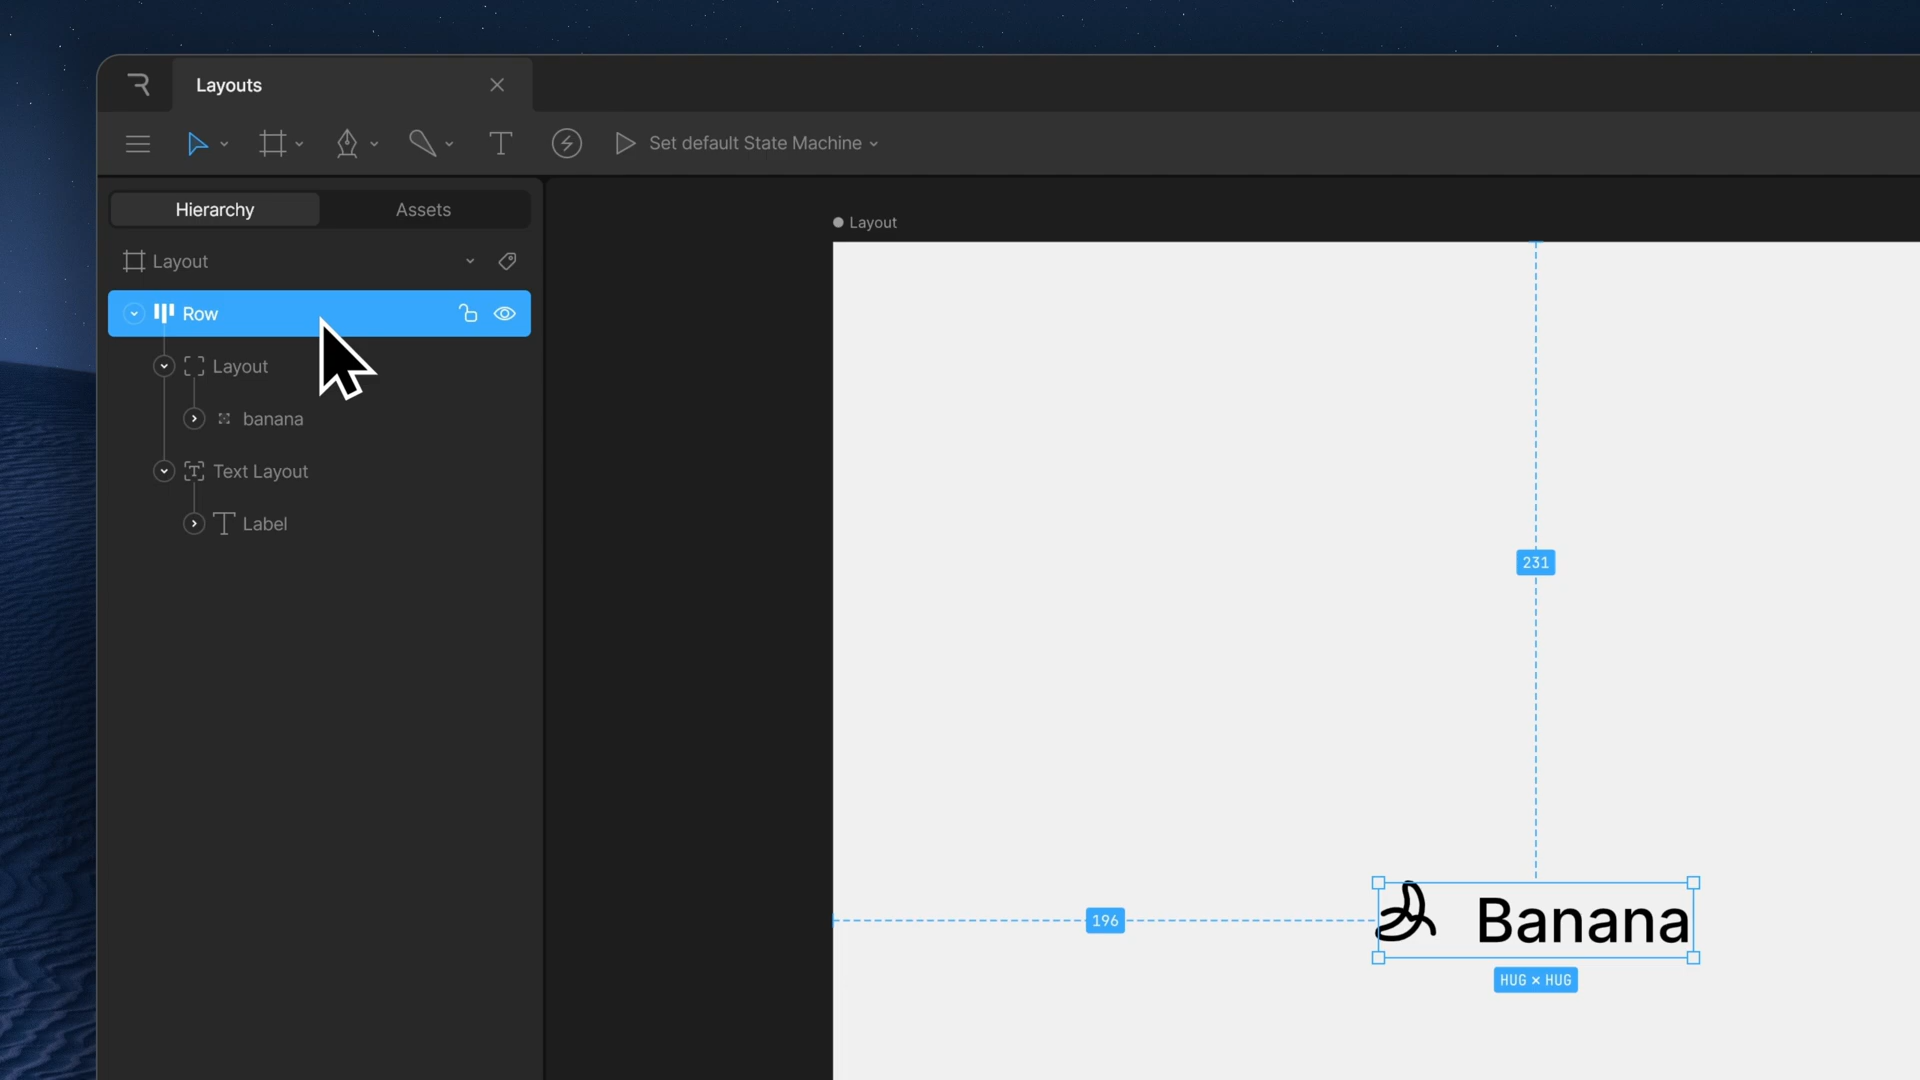 Layouts
Set default State Machine
Hierarchy
Assets
Layout
Row
Layout
banana
Text Layout
Label
Layout
231
196
Banana
HUG × HUG